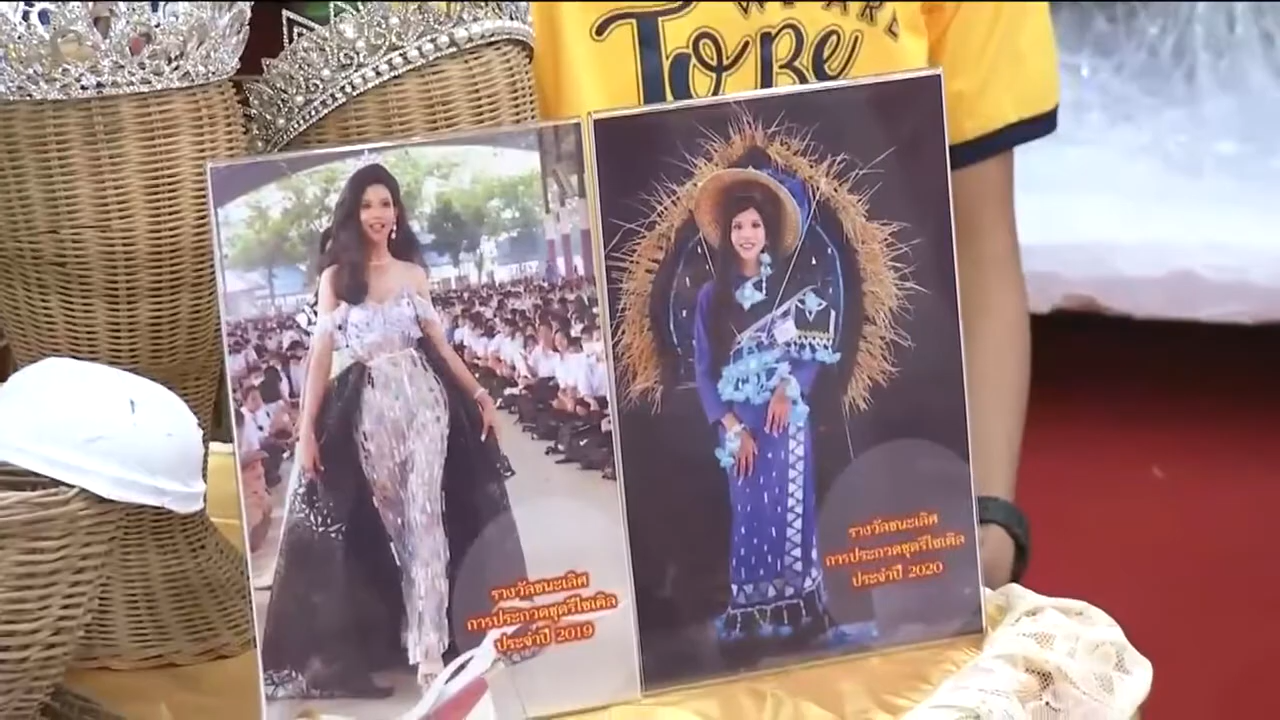 WE ARE
To Be
รางวัลชนะเลิศ
การประกวดชุดรีไซเคิล
ประจำปี 2019
รางวัลชนะเลิศ
การประกวดชุดรีไซเคิล
ประจำปี 2020